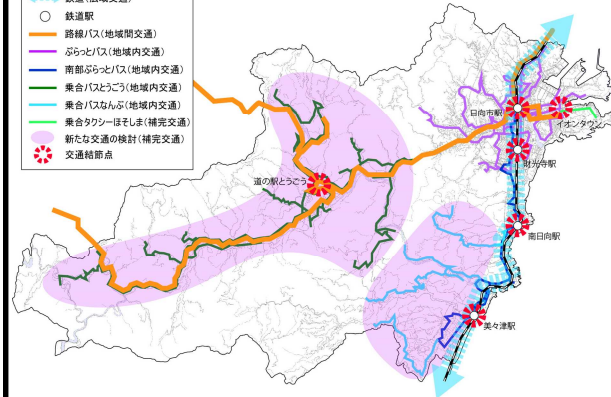 鉄道(広域交通)
鉄道駅
路線バス(地域間交通)
ぷらっとバス(地域内交通)
南部ぷらっとバス(地域内交通)
乗合バスとうごう(地域内交通)
乗合バスなんぶ(地域内交通)
乗合タクシーほそしま(補完交通)
新たな交通の検討(補完交通)
交通結節点
日向市駅
イオンタウン
財光寺駅
道の駅とうごう
南日向駅
美々津駅